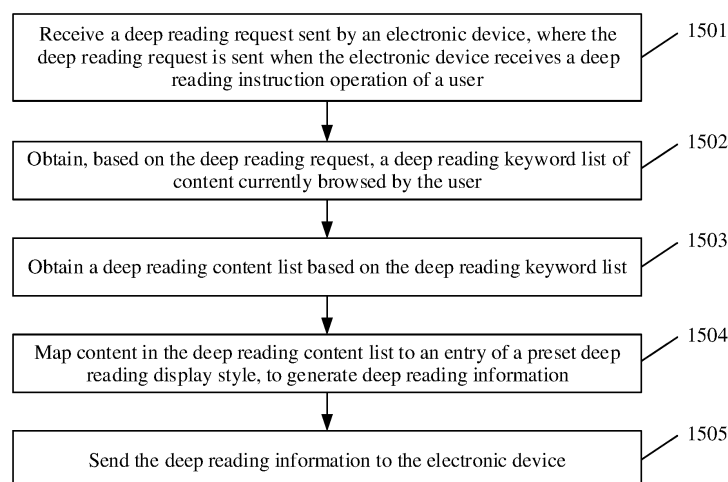 Receive a deep reading request sent by an electronic device, where the
deep reading request is sent when the electronic device receives a deep
reading instruction operation of a user
1501
Obtain, based on the deep reading request, a deep reading keyword list of
content currently browsed by the user
1502
Obtain a deep reading content list based on the deep reading keyword list
1503
Map content in the deep reading content list to an entry of a preset deep
reading display style, to generate deep reading information
1504
Send the deep reading information to the electronic device
1505